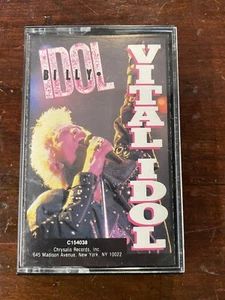 BILLY IDOL
VITAL IDOL
C154038
Chrysalis Records, Inc.
645 Madison Avenue, New York, NY 10022